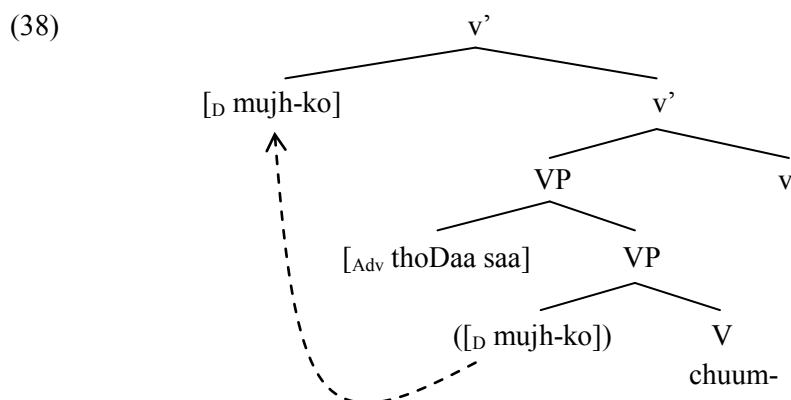 (38) v’
[D mujh-ko] v’
VP v
[Adv thoDaa saa] VP
([D mujh-ko]) V
chuum-